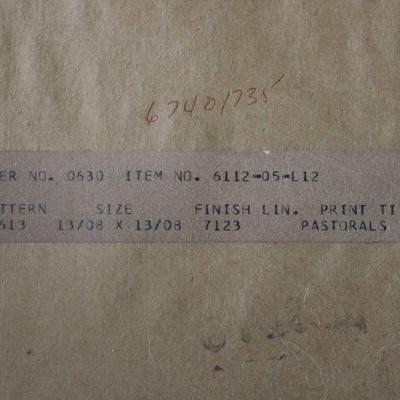 67401735
ER NO. 0630 ITEM NO. 6112-05-L12
TTERN SIZE FINISH LIN. PRINT TI
613 13/08 X 13/08 7123 PASTORALS